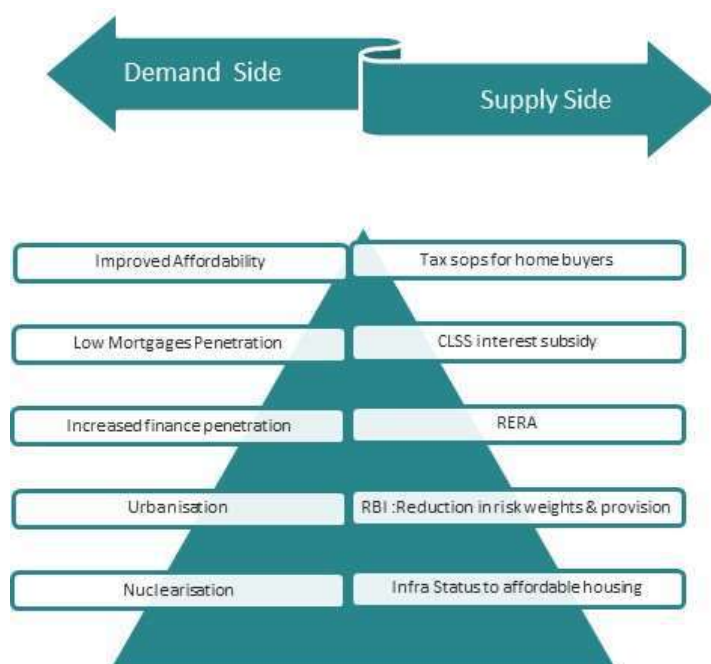 Demand Side
Supply Side
Improved Affordability
Tax sops for home buyers
Low Mortgages Penetration
CLSS interest subsidy
Increased finance penetration
RERA
Urbanisation
RBI :Reduction in risk weights & provision
Nuclearisation
Infra Status to affordable housing